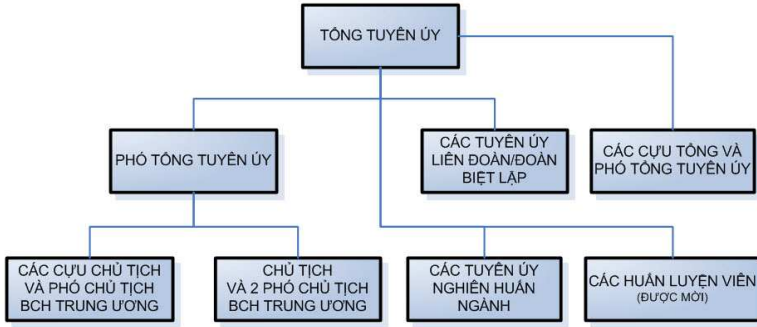 TỔNG TUYÊN ÚY
PHÓ TỔNG TUYÊN ÚY
CÁC TUYÊN ÚY
LIÊN ĐOÀN/ĐOÀN
BIỆT LẬP
CÁC CỰU TỔNG VÀ
PHÓ TỔNG TUYÊN ÚY
CÁC CỰU CHỦ TỊCH
VÀ PHÓ CHỦ TỊCH
BCH TRUNG ƯƠNG
CHỦ TỊCH
VÀ 2 PHÓ CHỦ TỊCH
BCH TRUNG ƯƠNG
CÁC TUYÊN ÚY
NGHIÊN HUẤN
NGÀNH
CÁC HUẤN LUYỆN VIÊN
(ĐƯỢC MỜI)